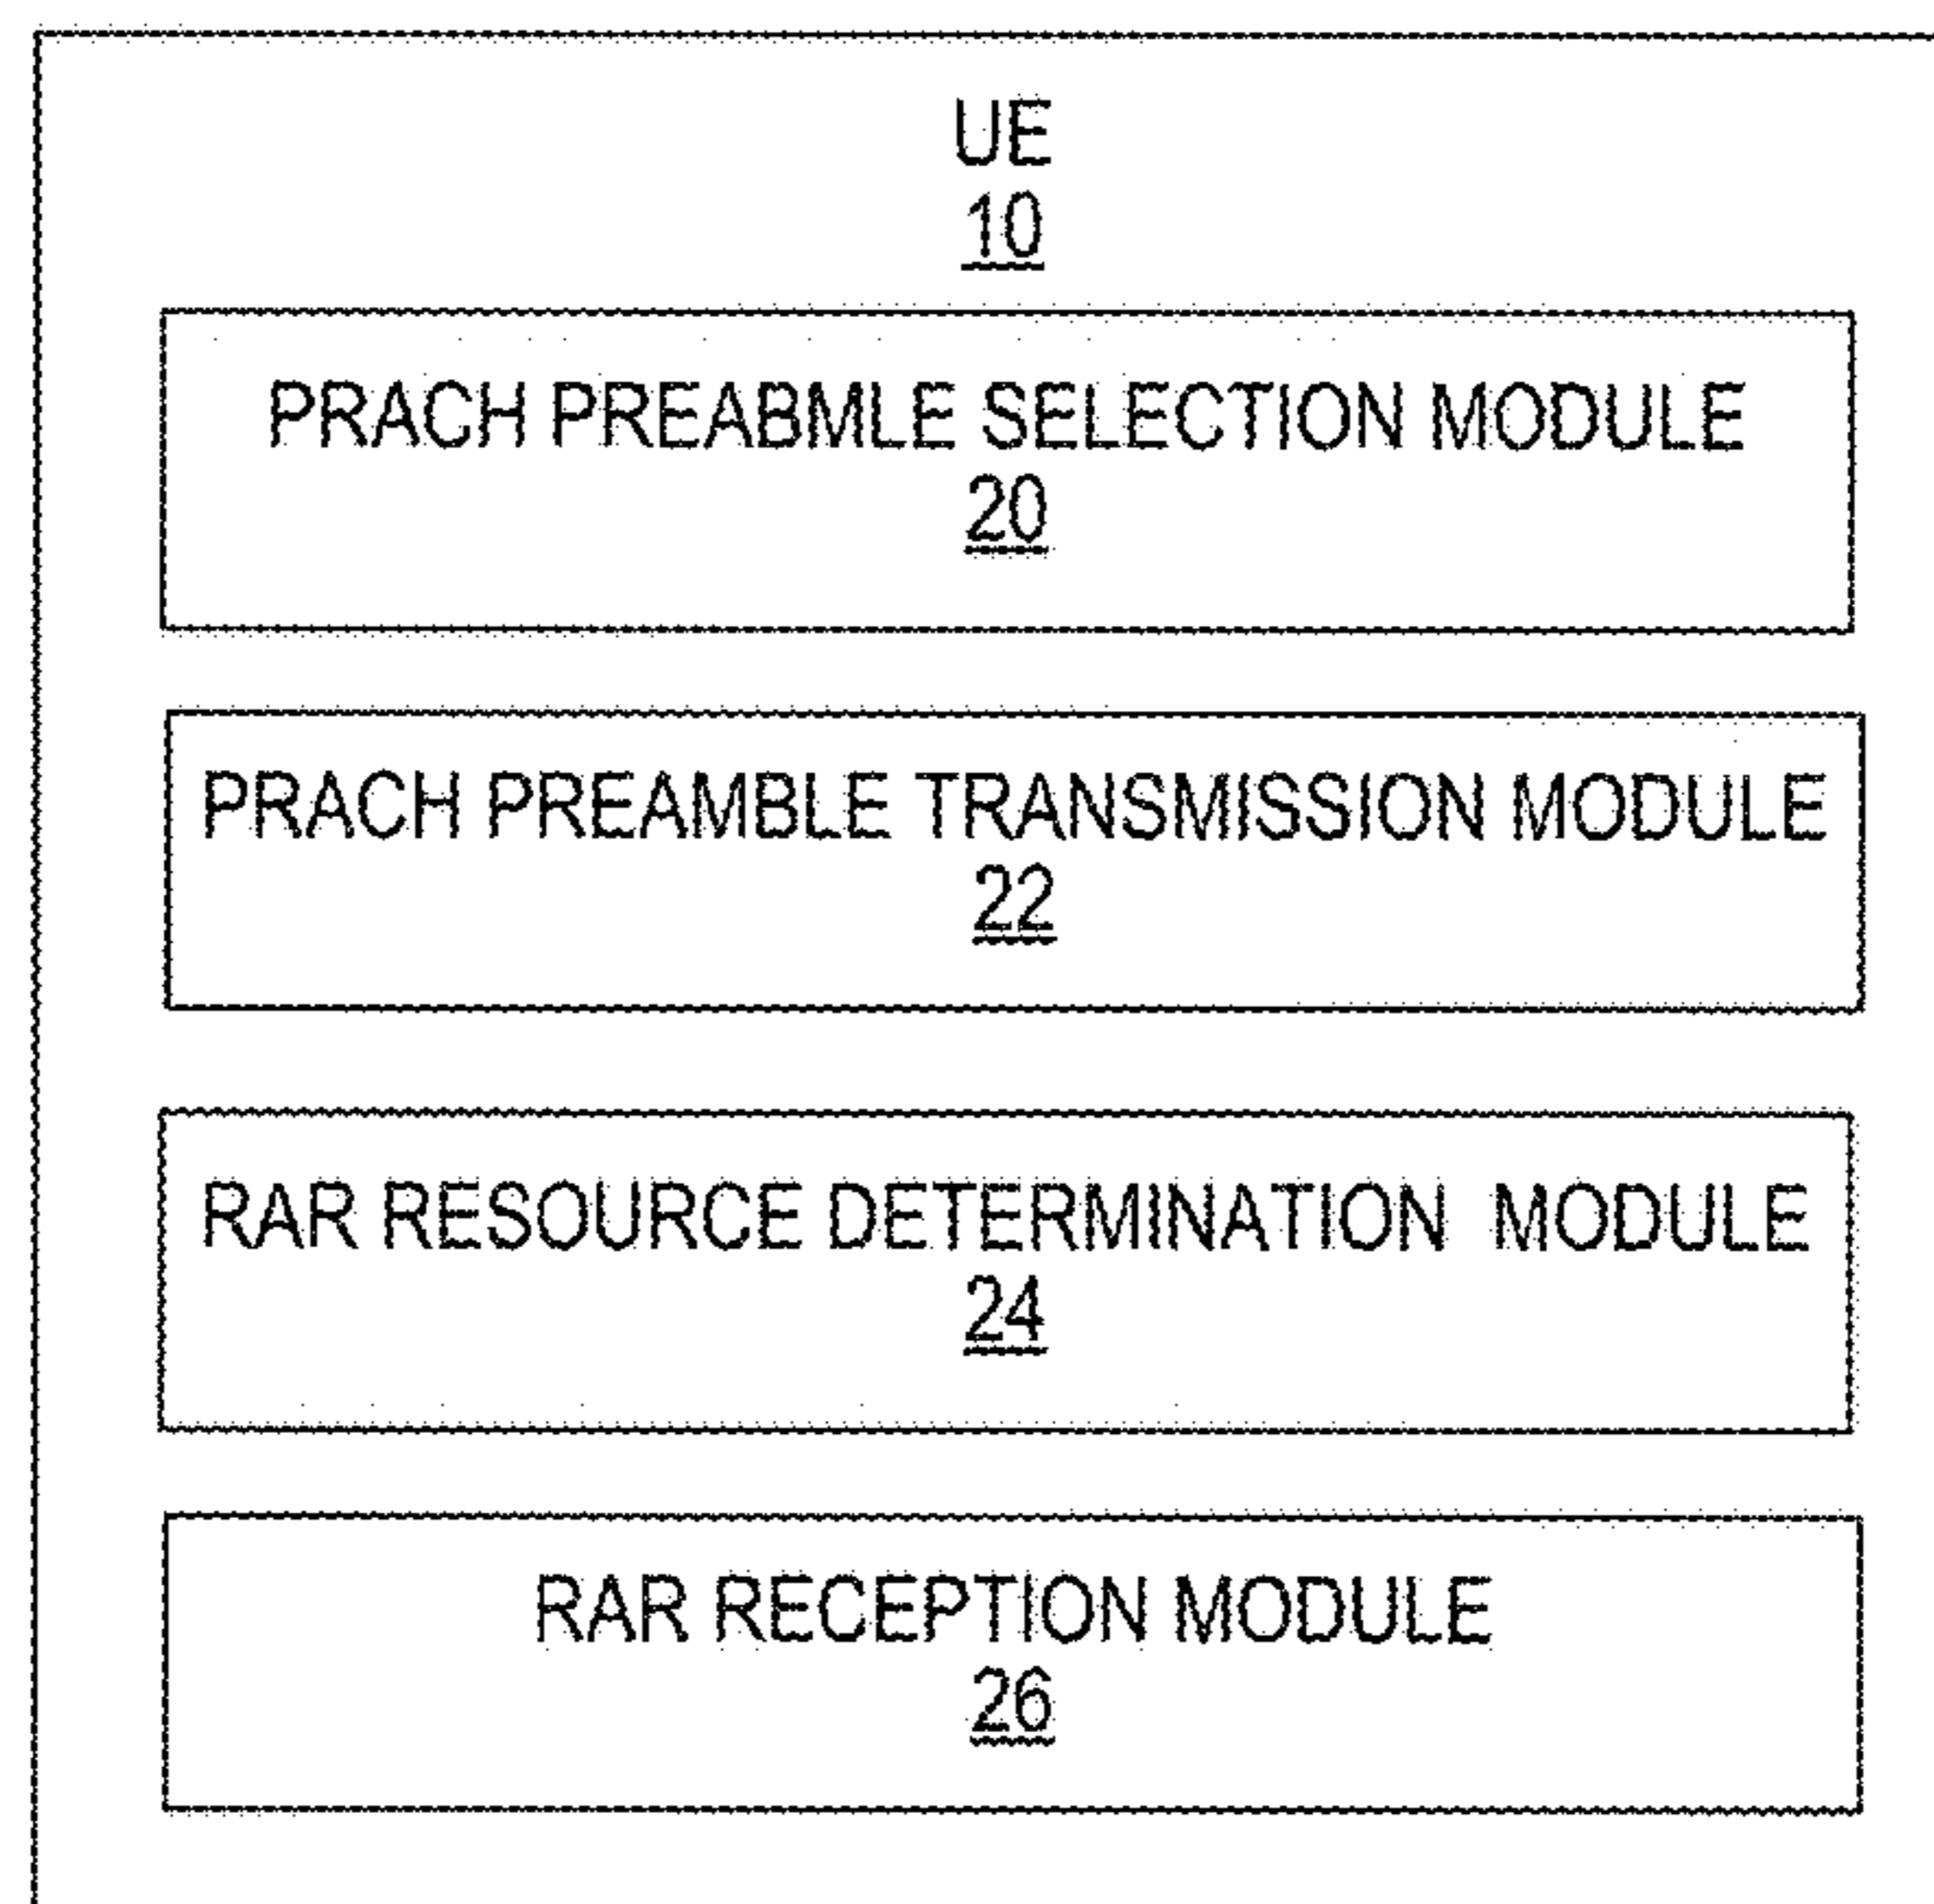 UE
10
PRACH PREABMLE SELECTION MODULE
20
PRACH PREAMBLE TRANSMISSION MODULE
22
RAR RESOURCE DETERMINATION MODULE
24
RAR RECEPTION MODULE
26